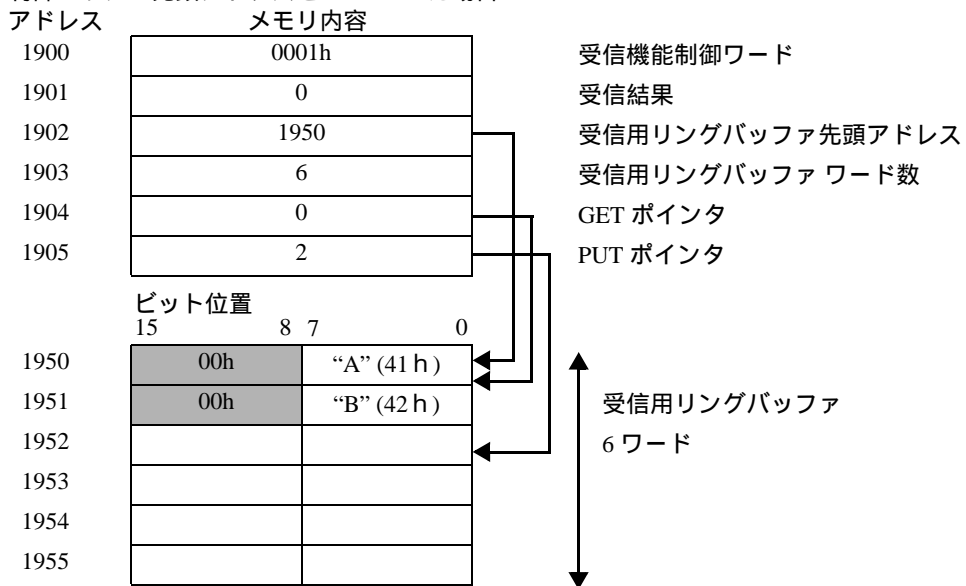 アドレス メモリ内容
1900 0001h 受信機能制御ワード
1901 0 受信結果
1902 1950 受信用リングバッファ先頭アドレス
1903 6 受信用リングバッファ ワード数
1904 0 GET ポインタ
1905 2 PUT ポインタ
ビット位置
15 8 7 0
1950 00h “A” (41ｈ)
1951 00h “B” (42ｈ) 受信用リングバッファ
1952 6 ワード
1953
1954
1955